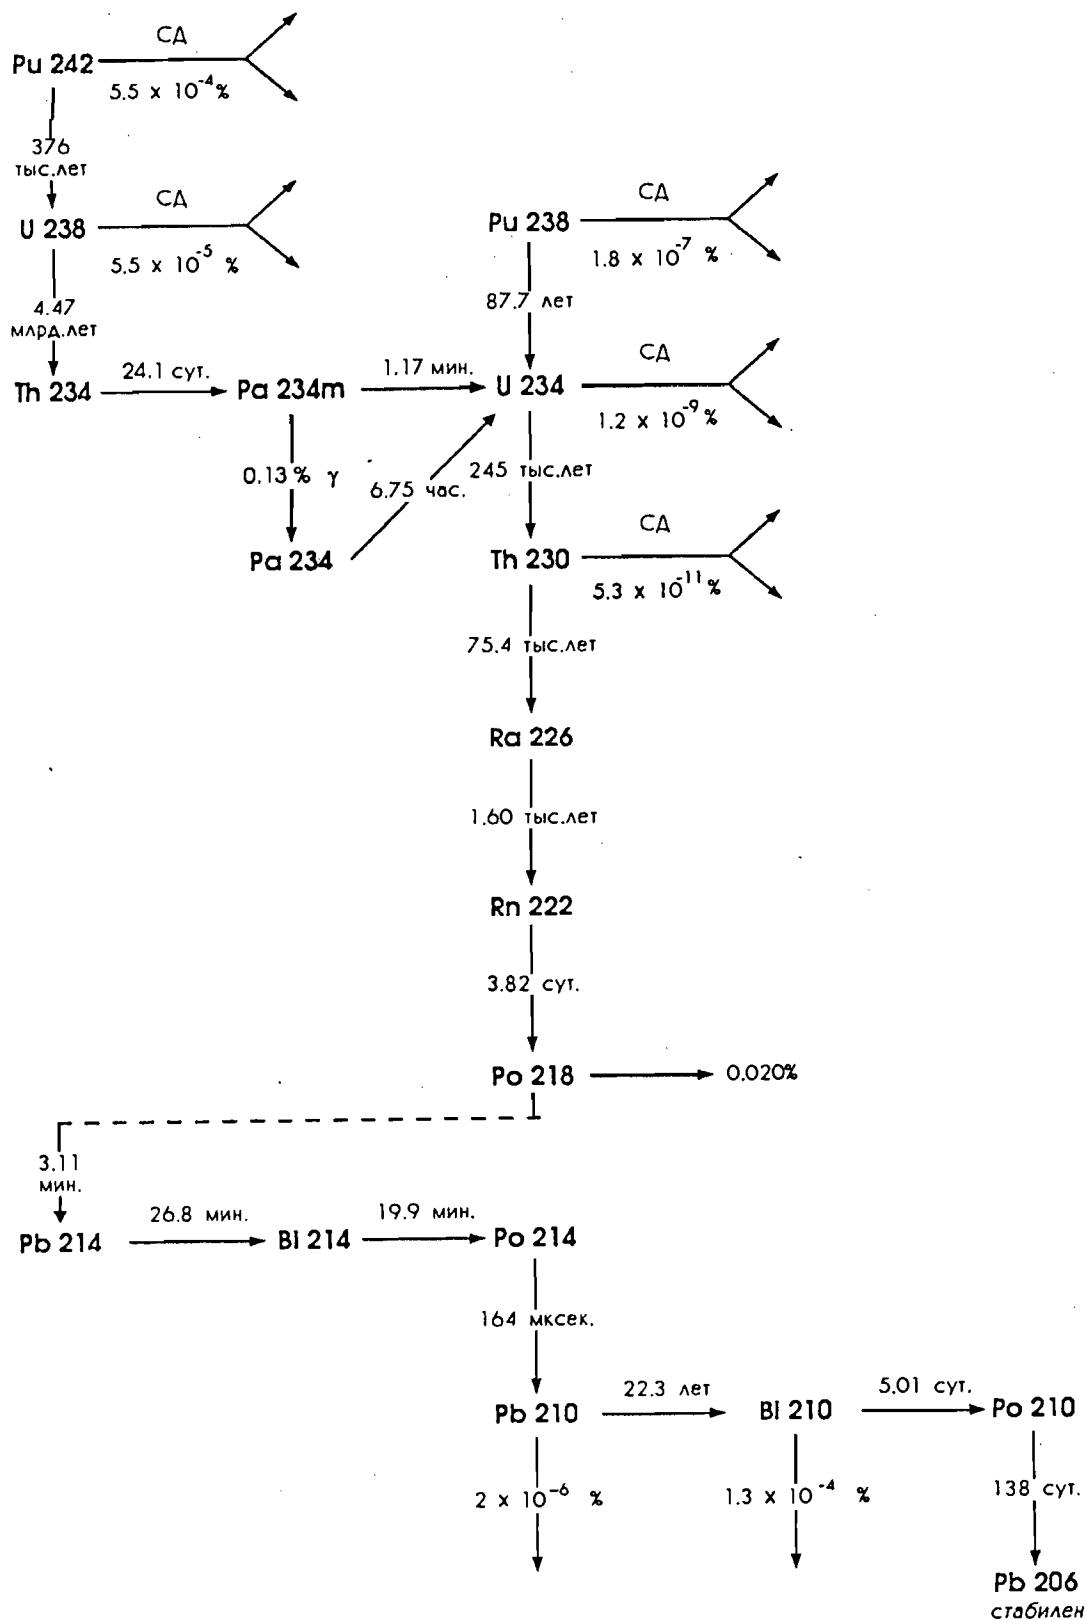 СД
Pu 242
5.5 x 10⁻⁴%
376
тыс.лет
СД
U 238
5.5 x 10⁻⁵ %
СД
Pu 238
1.8 x 10⁻⁷ %
4.47
млрд.лет
87.7 лет
Th 234
24.1 сут.
Pa 234m
1.17 мин.
U 234
СД
1.2 x 10⁻⁹ %
0.13% γ
6.75 час.
245 тыс.лет
Pa 234
Th 230
СД
5.3 x 10⁻¹¹ %
75.4 тыс.лет
Ra 226
1.60 тыс.лет
Rn 222
3.82 сут.
Po 218
0.020%
3.11
мин.
Pb 214
26.8 мин.
Bi 214
19.9 мин.
Po 214
164 мксек.
Pb 210
22.3 лет
Bi 210
5.01 сут.
Po 210
2 x 10⁻⁶ %
1.3 x 10⁻⁴ %
138 сут.
Pb 206
стабилен